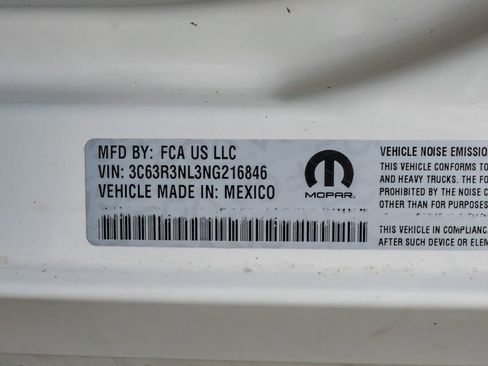 MFD BY: FCA US LLC
VIN: 3C63R3NL3NG216846
VEHICLE MADE IN: MEXICO
MOPAR
VEHICLE NOISE EMISSION
THIS VEHICLE CONFORMS TO
AND HEAVY TRUCKS. THE FO
PROHIBITED BY THE NOISE C
OTHER THAN FOR PURPOSES
THIS VEHICLE IN COMPLIANC
AFTER SUCH DEVICE OR ELEM